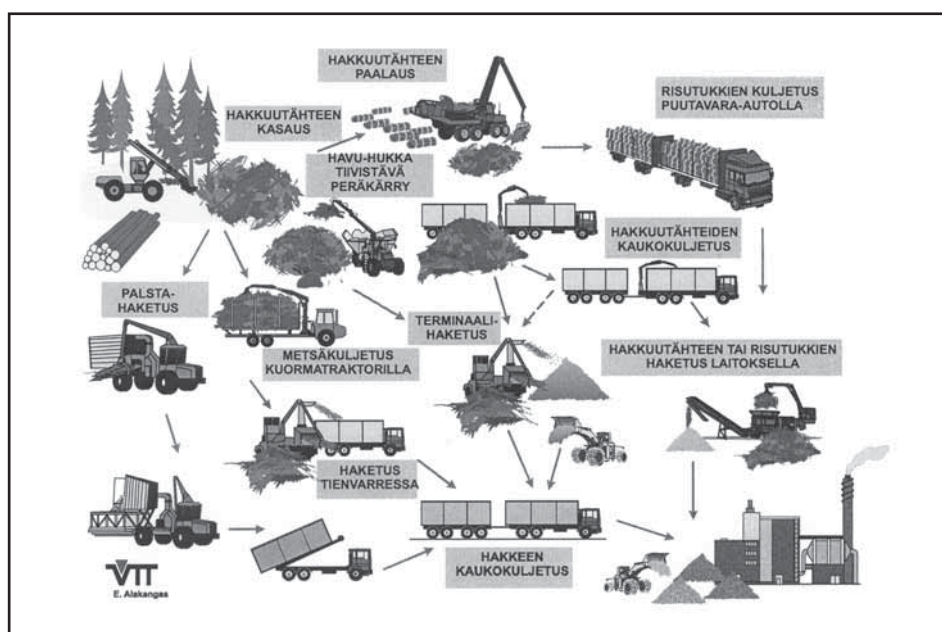 HAKKUUTÄHTEEN
PAALAUS
RISUTUKKIEN KULJETUS
PUUTAVARA-AUTOLLA
HAKKUUTÄHTEEN
KASAUS
HAVU-HUKKA
TIIVISTÄVÄ
PERÄKÄRRY
HAKKUUTÄHTEIDEN
KAUKOKULJETUS
PALSTA-
HAKETUS
TERMINAALI-
HAKETUS
METSÄKULJETUS
KUORMATRAKTORILLA
HAKKUUTÄHTEEN TAI RISUTUKKIEN
HAKETUS LAITOKSELLA
HAKETUS
TIENVARRESSA
HAKKEEN
KAUKOKULJETUS
VTT
E. Alakangas